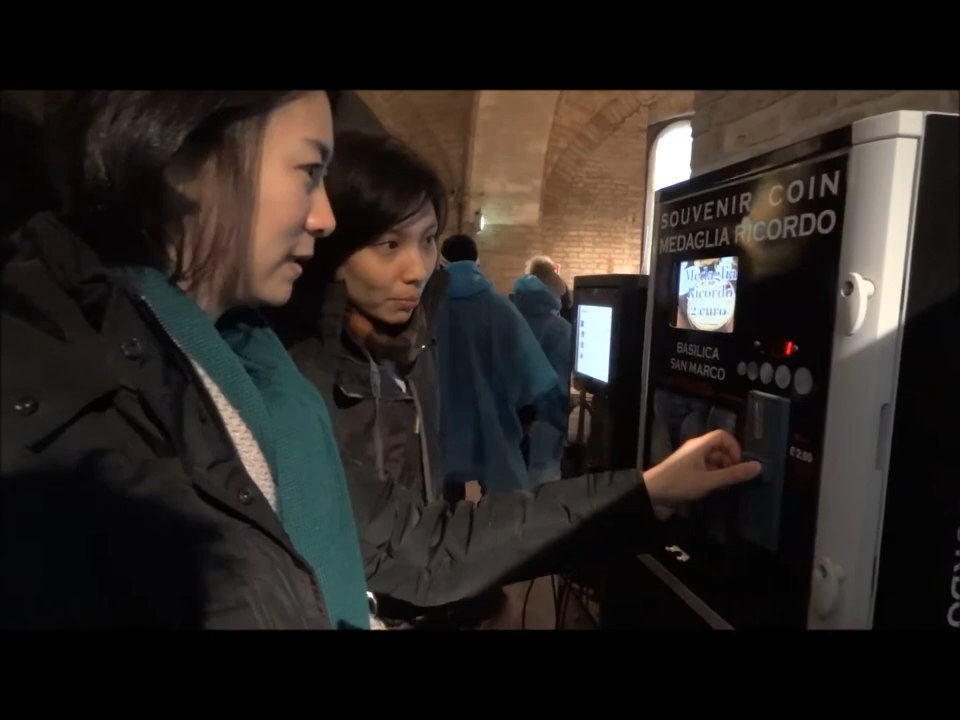 SOUVENIR COIN
MEDAGLIA RICORDO
Medaglia
Ricordo
2 euro
BASILICA
SAN MARCO
€ 2,00